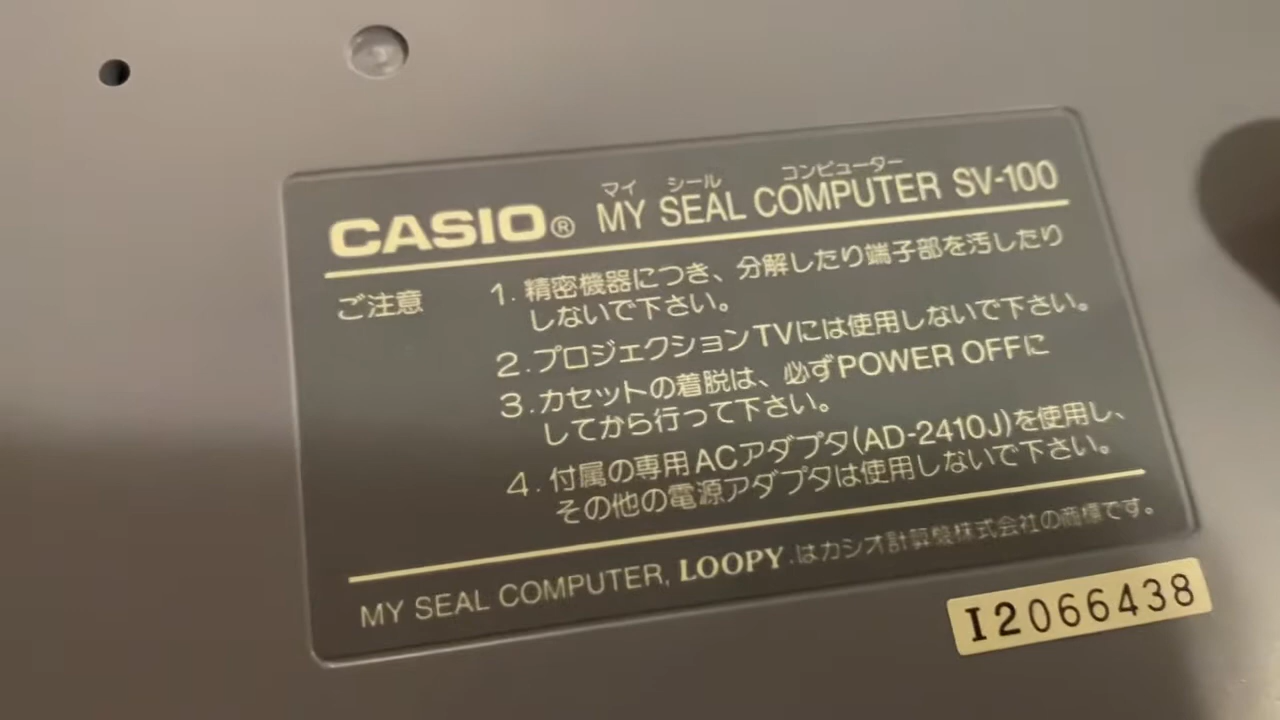 マイ シール コンピューター
CASIO® MY SEAL COMPUTER SV-100
ご注意
1. 精密機器につき、分解したり端子部を汚したり
しないで下さい。
2. プロジェクションTVには使用しないで下さい。
3. カセットの着脱は、必ずPOWER OFFに
してから行って下さい。
4. 付属の専用ACアダプタ(AD-2410J)を使用し、
その他の電源アダプタは使用しないで下さい。
MY SEAL COMPUTER, LOOPY はカシオ計算機株式会社の商標です。
I2066438